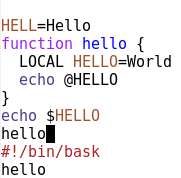 HELL=Hello
function hello {
  LOCAL HELLO=World
  echo @HELLO
}
echo $HELLO
hello
#!/bin/bask
hello